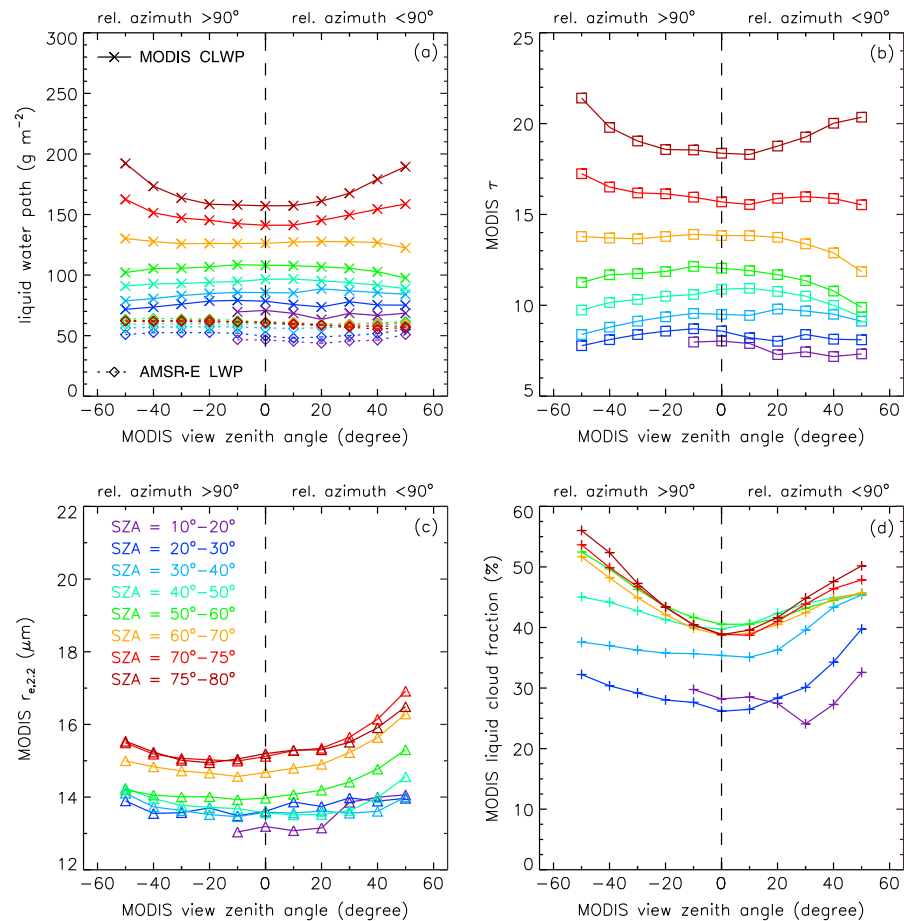 rel. azimuth >90° rel. azimuth <90°
300
250
200
150
100
50
0
liquid water path (g m⁻²)
MODIS CLWP
(a)
AMSR-E LWP
−60 −40 −20 0 20 40 60
MODIS view zenith angle (degree)
rel. azimuth >90° rel. azimuth <90°
25
20
15
10
5
MODIS τ
(b)
−60 −40 −20 0 20 40 60
MODIS view zenith angle (degree)
rel. azimuth >90° rel. azimuth <90°
22
20
18
16
14
12
MODIS re,2.2 (μm)
(c)
SZA = 10°−20°
SZA = 20°−30°
SZA = 30°−40°
SZA = 40°−50°
SZA = 50°−60°
SZA = 60°−70°
SZA = 70°−75°
SZA = 75°−80°
−60 −40 −20 0 20 40 60
MODIS view zenith angle (degree)
rel. azimuth >90° rel. azimuth <90°
60
50
40
30
20
10
0
MODIS liquid cloud fraction (%)
(d)
−60 −40 −20 0 20 40 60
MODIS view zenith angle (degree)